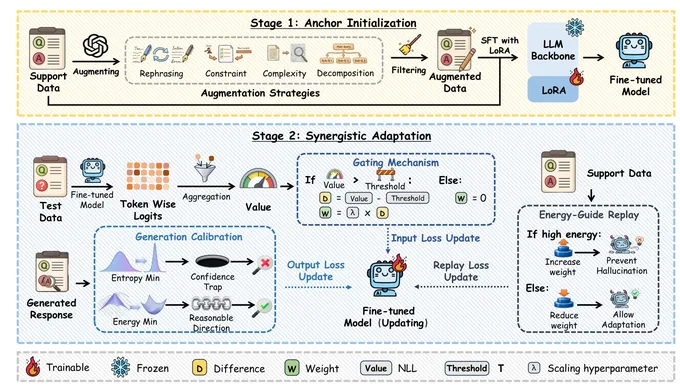 Stage 1: Anchor Initialization
Q
A
Support
Data
Augmenting
Rephrasing
Constraint
Complexity
Decomposition
Augmentation Strategies
Filtering
Q
A
Augmented
Data
SFT with
LoRA
LLM
Backbone
LoRA
Fine-tuned
Model
Stage 2: Synergistic Adaptation
Q
?
Test
Data
Fine-tuned
Model
Token Wise
Logits
Aggregation
Value
Gating Mechanism
If Value > Threshold : Else:
D = Value - Threshold
W = λ x D
W = 0
Q
A
Support Data
Generated
Response
Generation Calibration
Entropy Min
Confidence
Trap
Energy Min
Reasonable
Direction
Output Loss
Update
Input Loss Update
Fine-tuned
Model (Updating)
Replay Loss
Update
Energy-Guide Replay
If high energy:
Increase
weight
Prevent
Hallucination
Else:
Reduce
weight
Allow
Adaptation
Trainable
Frozen
D Difference
W Weight
Value NLL
Threshold T
λ Scaling hyperparameter